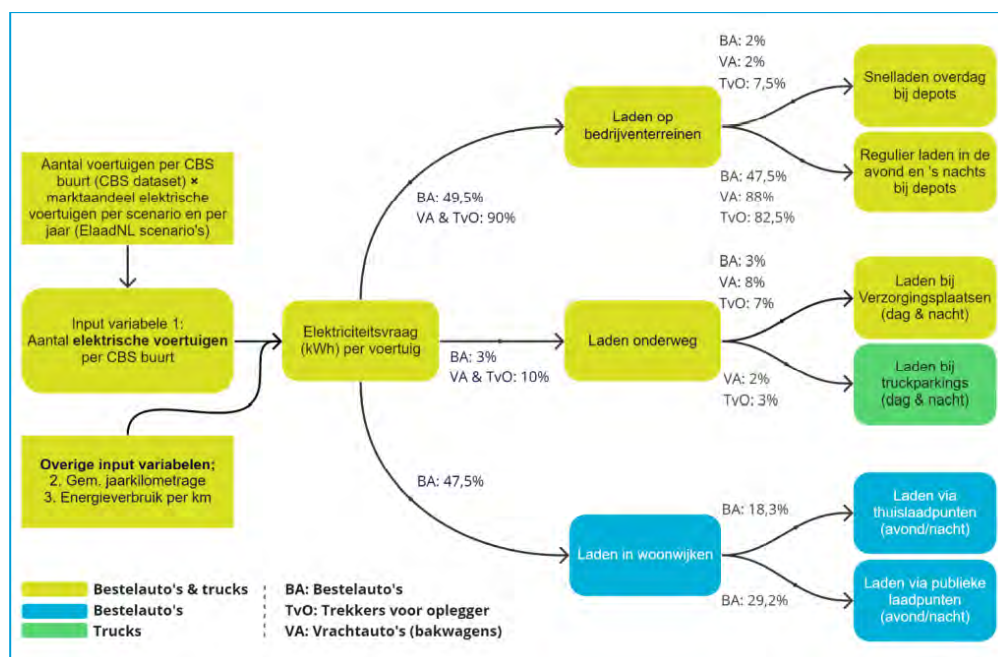 Aantal voertuigen per CBS
buurt (CBS dataset) ×
marktaandeel elektrische
voertuigen per scenario en per
jaar (ElaadNL scenario's)
Input variabele 1:
Aantal elektrische voertuigen
per CBS buurt
Overige input variabelen;
2. Gem. jaarkilometrage
3. Energieverbruik per km
Elektriciteitsvraag
(kWh) per voertuig
BA: 49,5%
VA & TvO: 90%
BA: 3%
VA & TvO: 10%
BA: 47,5%
Laden op
bedrijventerreinen
BA: 2%
VA: 2%
TvO: 7,5%
BA: 47,5%
VA: 88%
TvO: 82,5%
Snelladen overdag
bij depots
Regulier laden in de
avond en 's nachts
bij depots
Laden onderweg
BA: 3%
VA: 8%
TvO: 7%
VA: 2%
TvO: 3%
Laden bij
Verzorgingsplaatsen
(dag & nacht)
Laden bij
truckparkings
(dag & nacht)
Laden in woonwijken
BA: 18,3%
BA: 29,2%
Laden via
thuislaadpunten
(avond/nacht)
Laden via publieke
laadpunten
(avond/nacht)
Bestelauto's & trucks
Bestelauto's
Trucks
BA: Bestelauto's
TvO: Trekkers voor oplegger
VA: Vrachtauto's (bakwagens)